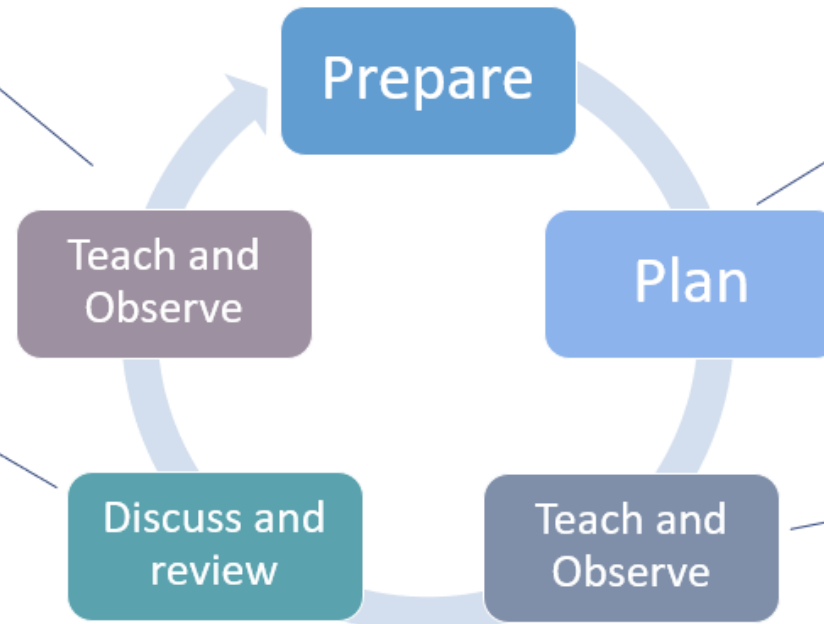 Prepare
Plan
Teach and
Observe
Discuss and
review
Teach and
Observe